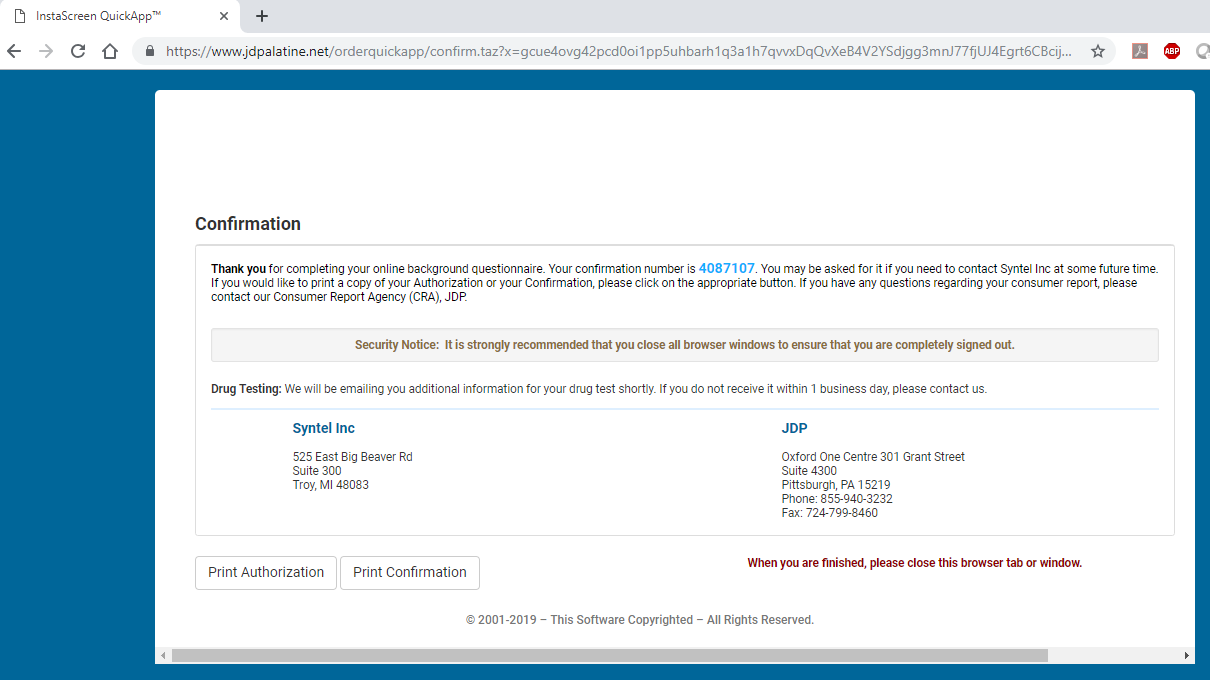 InstaScreen QuickApp™
https://www.jdpalatine.net/orderquickapp/confirm.taz?x=gcue4ovg42pcd0oi1pp5uhbarh1q3a1h7qvvxDqQvXeB4V2YSdjgg3mnJ77fjUJ4Egrt6CBcij...
ABP
Confirmation
Thank you for completing your online background questionnaire. Your confirmation number is 4087107. You may be asked for it if you need to contact Syntel Inc at some future time.
If you would like to print a copy of your Authorization or your Confirmation, please click on the appropriate button. If you have any questions regarding your consumer report, please
contact our Consumer Report Agency (CRA), JDP.
Security Notice: It is strongly recommended that you close all browser windows to ensure that you are completely signed out.
Drug Testing: We will be emailing you additional information for your drug test shortly. If you do not receive it within 1 business day, please contact us.
Syntel Inc
525 East Big Beaver Rd
Suite 300
Troy, MI 48083
JDP
Oxford One Centre 301 Grant Street
Suite 4300
Pittsburgh, PA 15219
Phone: 855-940-3232
Fax: 724-799-8460
Print Authorization
Print Confirmation
When you are finished, please close this browser tab or window.
© 2001-2019 – This Software Copyrighted – All Rights Reserved.